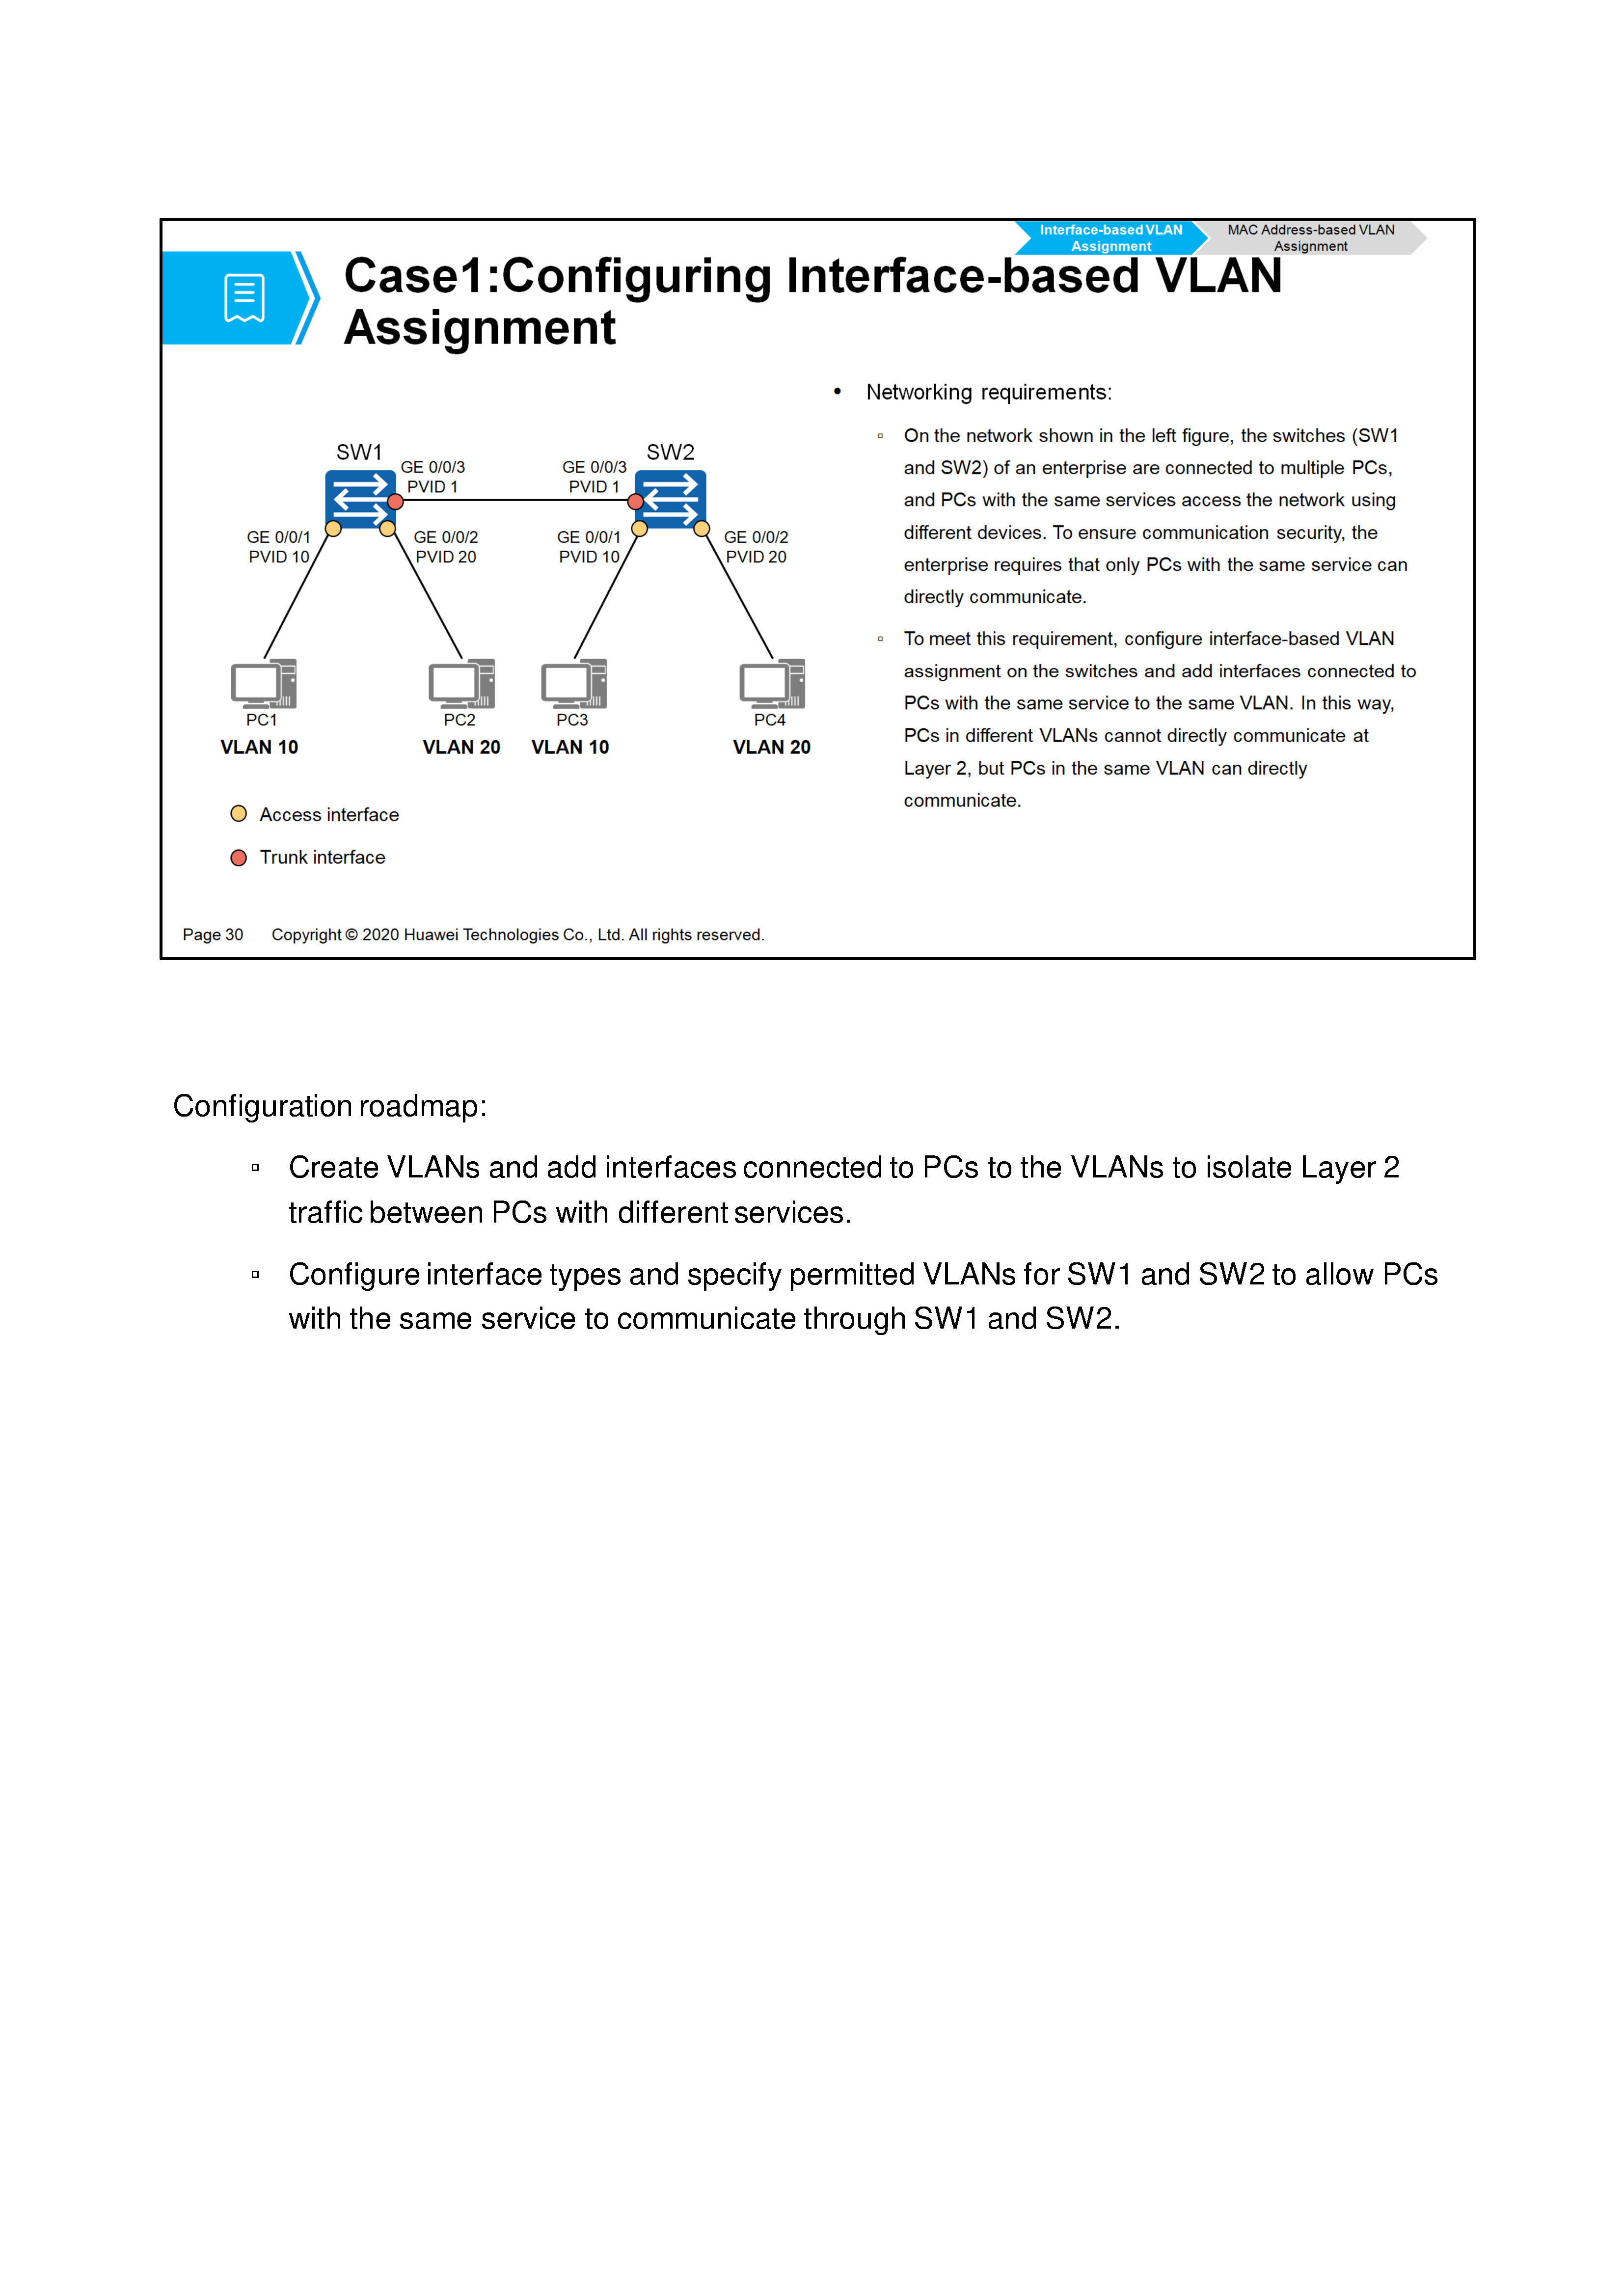 Interface-based VLAN
Assignment
MAC Address-based VLAN
Assignment
Case1:Configuring Interface-based VLAN
Assignment
SW1
SW2
GE 0/0/3
PVID 1
GE 0/0/3
PVID 1
GE 0/0/1
PVID 10
GE 0/0/2
PVID 20
GE 0/0/1
PVID 10
GE 0/0/2
PVID 20
PC1
VLAN 10
PC2
VLAN 20
PC3
VLAN 10
PC4
VLAN 20
Access interface
Trunk interface
• Networking requirements:
▫ On the network shown in the left figure, the switches (SW1
and SW2) of an enterprise are connected to multiple PCs,
and PCs with the same services access the network using
different devices. To ensure communication security, the
enterprise requires that only PCs with the same service can
directly communicate.
▫ To meet this requirement, configure interface-based VLAN
assignment on the switches and add interfaces connected to
PCs with the same service to the same VLAN. In this way,
PCs in different VLANs cannot directly communicate at
Layer 2, but PCs in the same VLAN can directly
communicate.
Page 30 Copyright © 2020 Huawei Technologies Co., Ltd. All rights reserved.
Configuration roadmap:
▫ Create VLANs and add interfaces connected to PCs to the VLANs to isolate Layer 2
traffic between PCs with different services.
▫ Configure interface types and specify permitted VLANs for SW1 and SW2 to allow PCs
with the same service to communicate through SW1 and SW2.